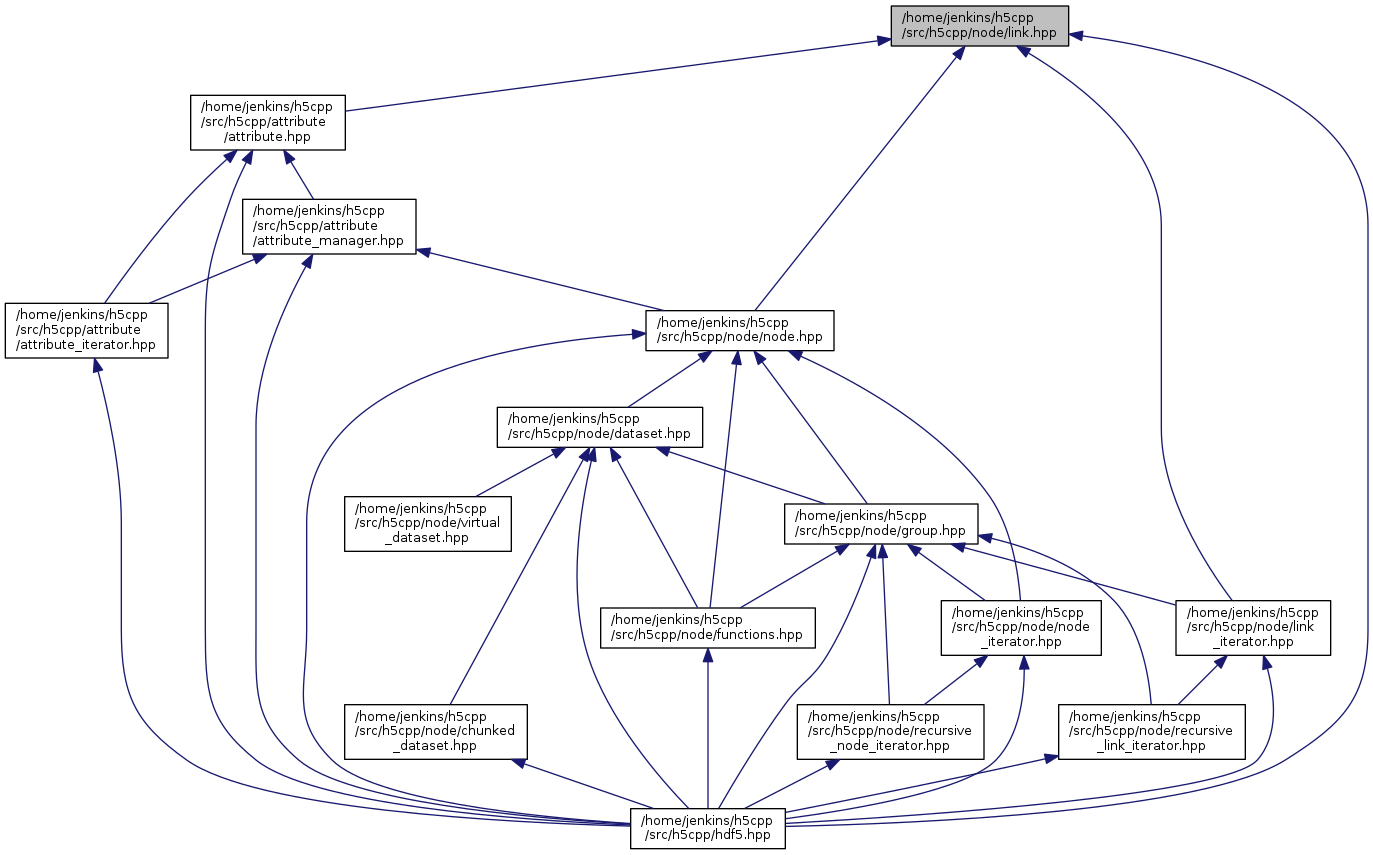 /home/jenkins/h5cpp
/src/h5cpp/node/link.hpp
/home/jenkins/h5cpp
/src/h5cpp/attribute
/attribute.hpp
/home/jenkins/h5cpp
/src/h5cpp/attribute
/attribute_manager.hpp
/home/jenkins/h5cpp
/src/h5cpp/attribute
/attribute_iterator.hpp
/home/jenkins/h5cpp
/src/h5cpp/node/node.hpp
/home/jenkins/h5cpp
/src/h5cpp/node/dataset.hpp
/home/jenkins/h5cpp
/src/h5cpp/node/virtual
_dataset.hpp
/home/jenkins/h5cpp
/src/h5cpp/node/group.hpp
/home/jenkins/h5cpp
/src/h5cpp/node/functions.hpp
/home/jenkins/h5cpp
/src/h5cpp/node/node
_iterator.hpp
/home/jenkins/h5cpp
/src/h5cpp/node/link
_iterator.hpp
/home/jenkins/h5cpp
/src/h5cpp/node/chunked
_dataset.hpp
/home/jenkins/h5cpp
/src/h5cpp/node/recursive
_node_iterator.hpp
/home/jenkins/h5cpp
/src/h5cpp/node/recursive
_link_iterator.hpp
/home/jenkins/h5cpp
/src/h5cpp/hdf5.hpp